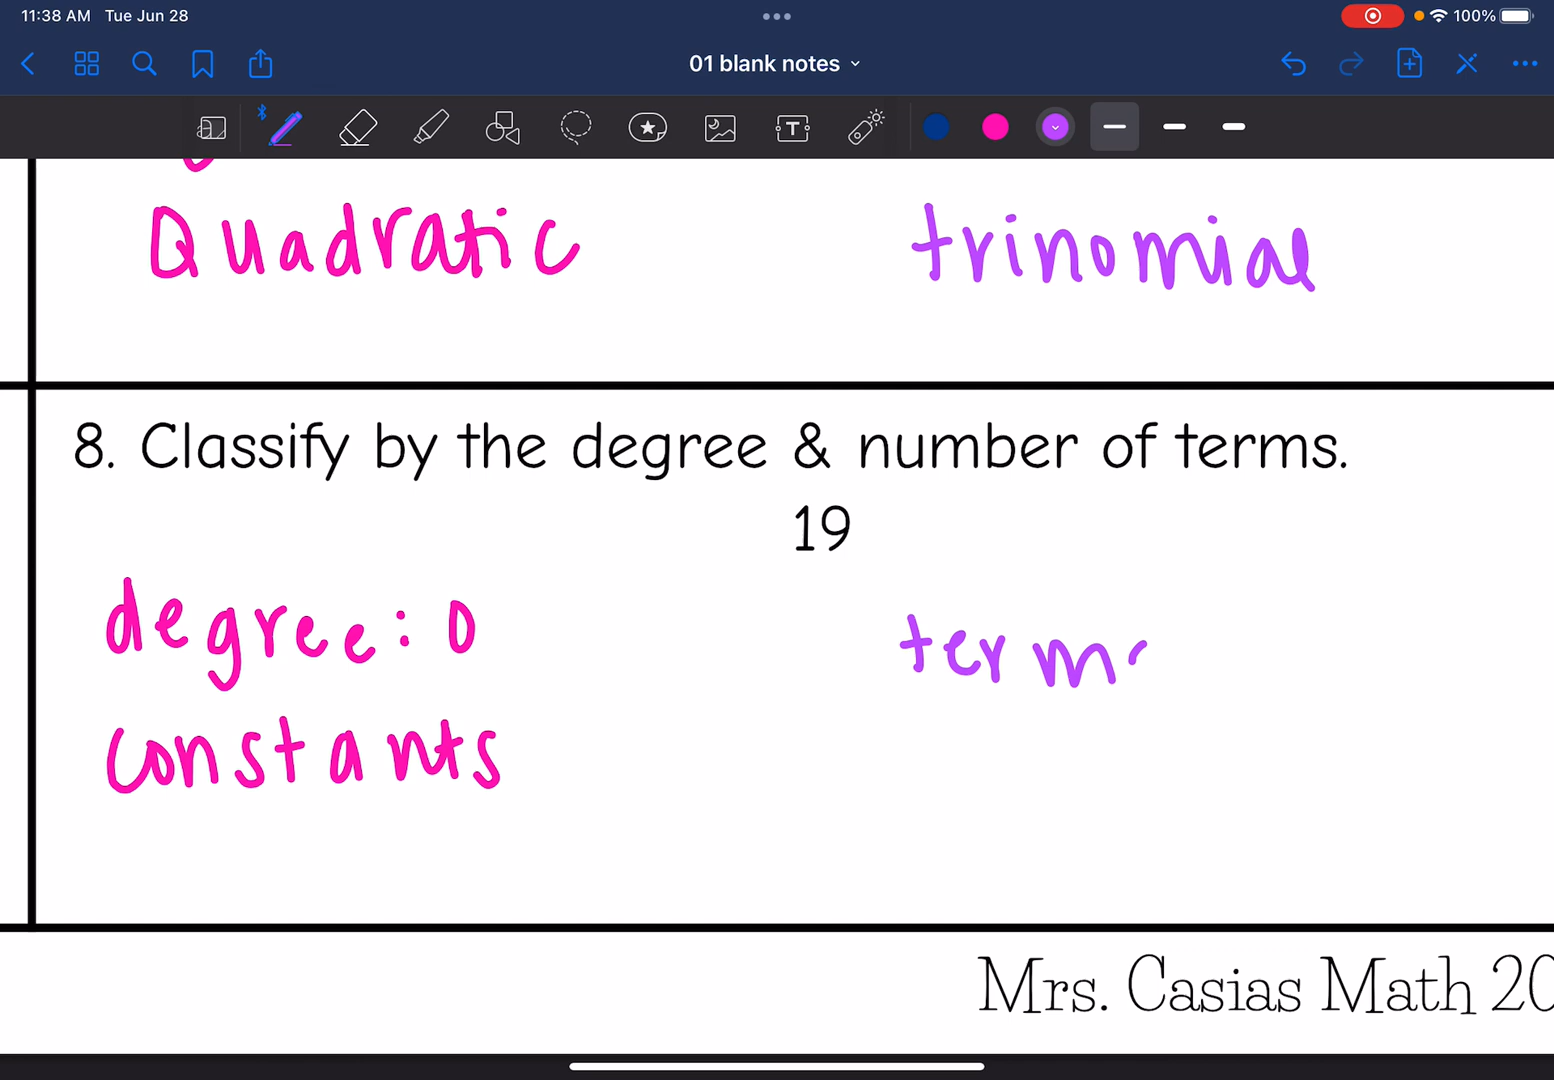 11:38 AM Tue Jun 28
100%
01 blank notes
T
Quadratic
trinomial
8. Classify by the degree & number of terms.
19
degree: 0
term
constants
Mrs. Casias Math 20